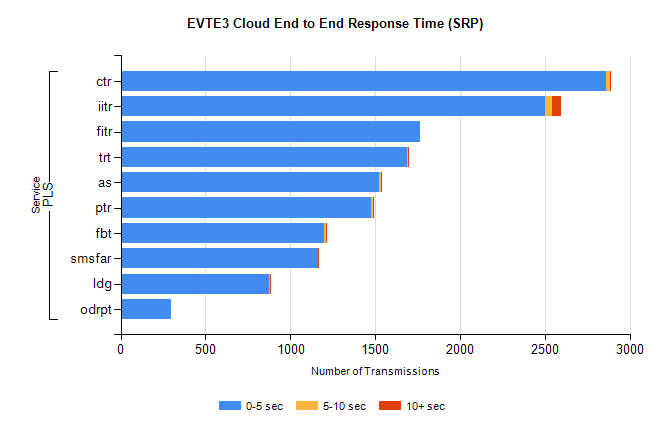 EVTE3 Cloud End to End Response Time (SRP)
Service
PLS
ctr
iitr
fitr
trt
as
ptr
fbt
smsfar
ldg
odrpt
0 500 1000 1500 2000 2500 3000
Number of Transmissions
0-5 sec 5-10 sec 10+ sec